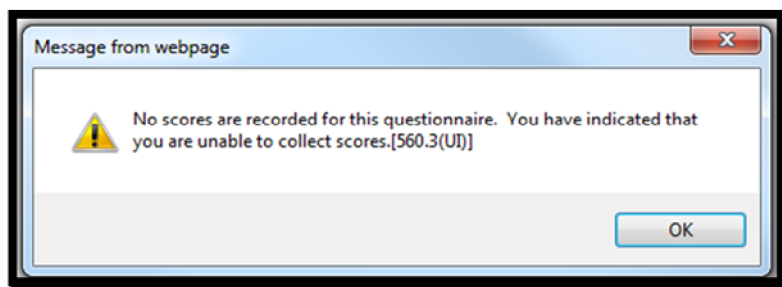 Message from webpage
No scores are recorded for this questionnaire.  You have indicated that
you are unable to collect scores.[560.3(UI)]
OK